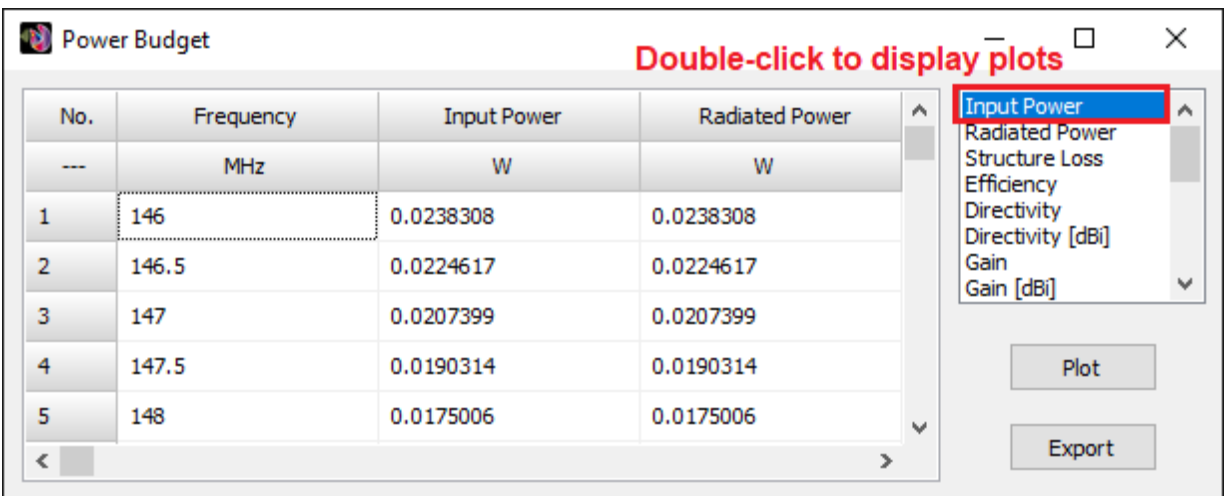 Power Budget
Double-click to display plots
No. Frequency Input Power Radiated Power
--- MHz W W
1 146 0.0238308 0.0238308
2 146.5 0.0224617 0.0224617
3 147 0.0207399 0.0207399
4 147.5 0.0190314 0.0190314
5 148 0.0175006 0.0175006
Input Power
Radiated Power
Structure Loss
Efficiency
Directivity
Directivity [dBi]
Gain
Gain [dBi]
Plot
Export